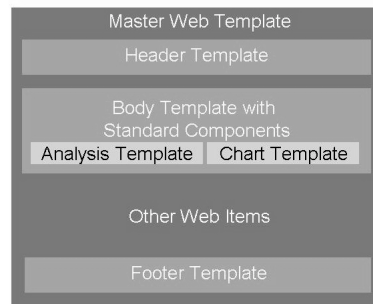 Master Web Template
Header Template
Body Template with
Standard Components
Analysis Template Chart Template
Other Web Items
Footer Template